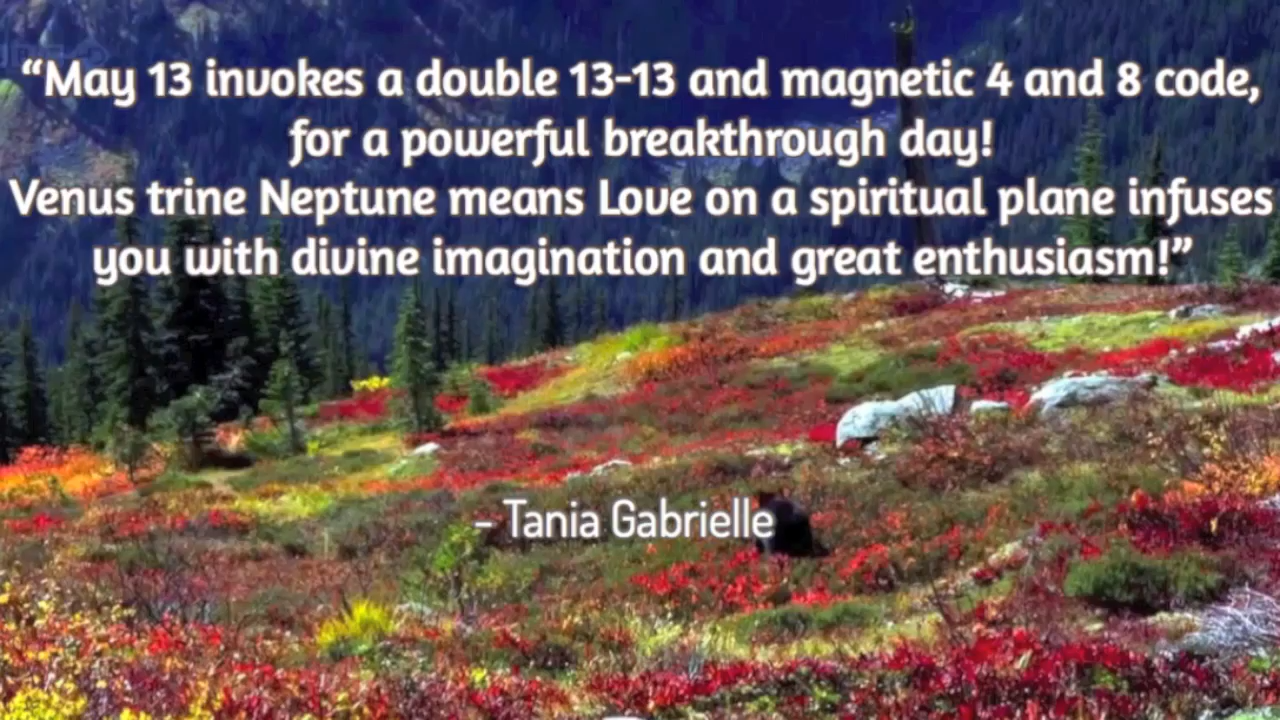 “May 13 invokes a double 13-13 and magnetic 4 and 8 code,
for a powerful breakthrough day!
Venus trine Neptune means Love on a spiritual plane infuses
you with divine imagination and great enthusiasm!”
- Tania Gabrielle